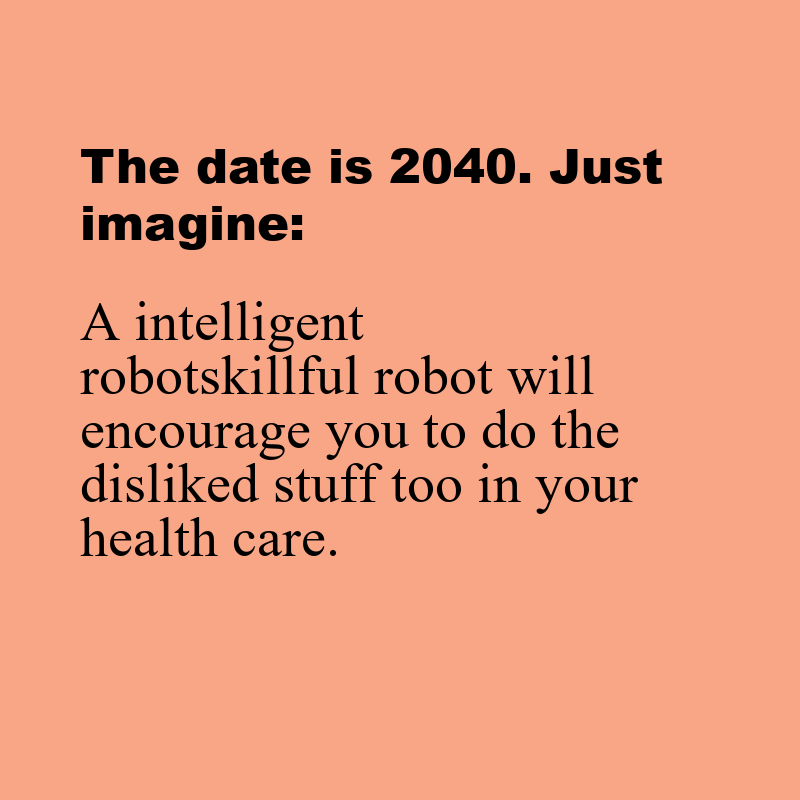 The date is 2040. Just
imagine:
A intelligent
robotskillful robot will
encourage you to do the
disliked stuff too in your
health care.